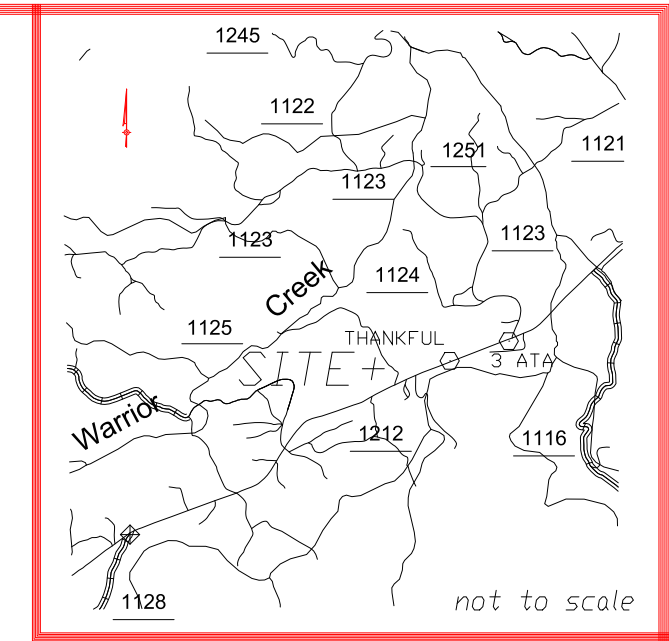 1245
1122
1251
1121
1123
1123
1123
Creek
1124
1125
THANKFUL
SITE+
3 ATA
Warrior
1212
1116
1128
not to scale